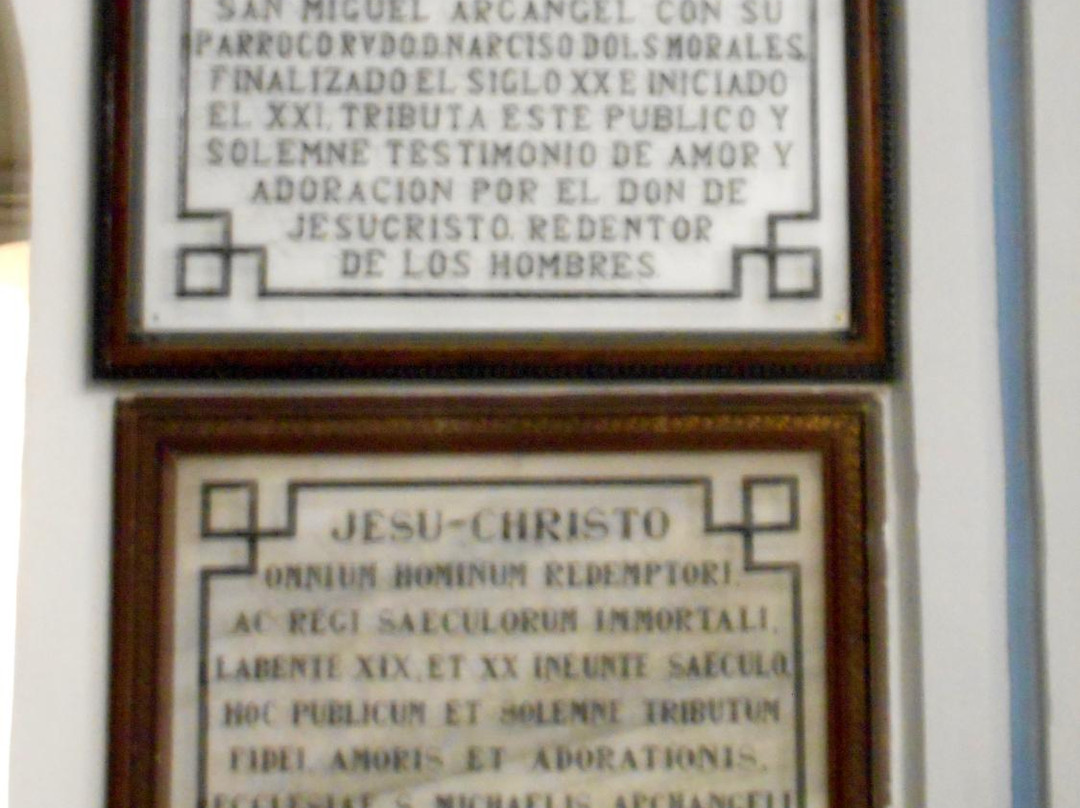 SAN MIGUEL ARCANGEL CON SU
PARROCO RVDO.D.NARCISO DOLS MORALES,
FINALIZADO EL SIGLO XX E INICIADO
EL XXI, TRIBUTA ESTE PUBLICO Y
SOLEMNE TESTIMONIO DE AMOR Y
ADORACION POR EL DON DE
JESUCRISTO, REDENTOR
DE LOS HOMBRES
JESU-CHRISTO
OMNIUM HOMINUM REDEMPTORI,
AC REGI SAECULORUM IMMORTALI,
LABENTE XIX, ET XX INEUNTE SAECULO,
HOC PUBLICUM ET SOLEMNE TRIBUTUM
FIDEI, AMORIS ET ADORATIONIS,
ECCLESIAE S. MICHAELIS ARCHANGELI